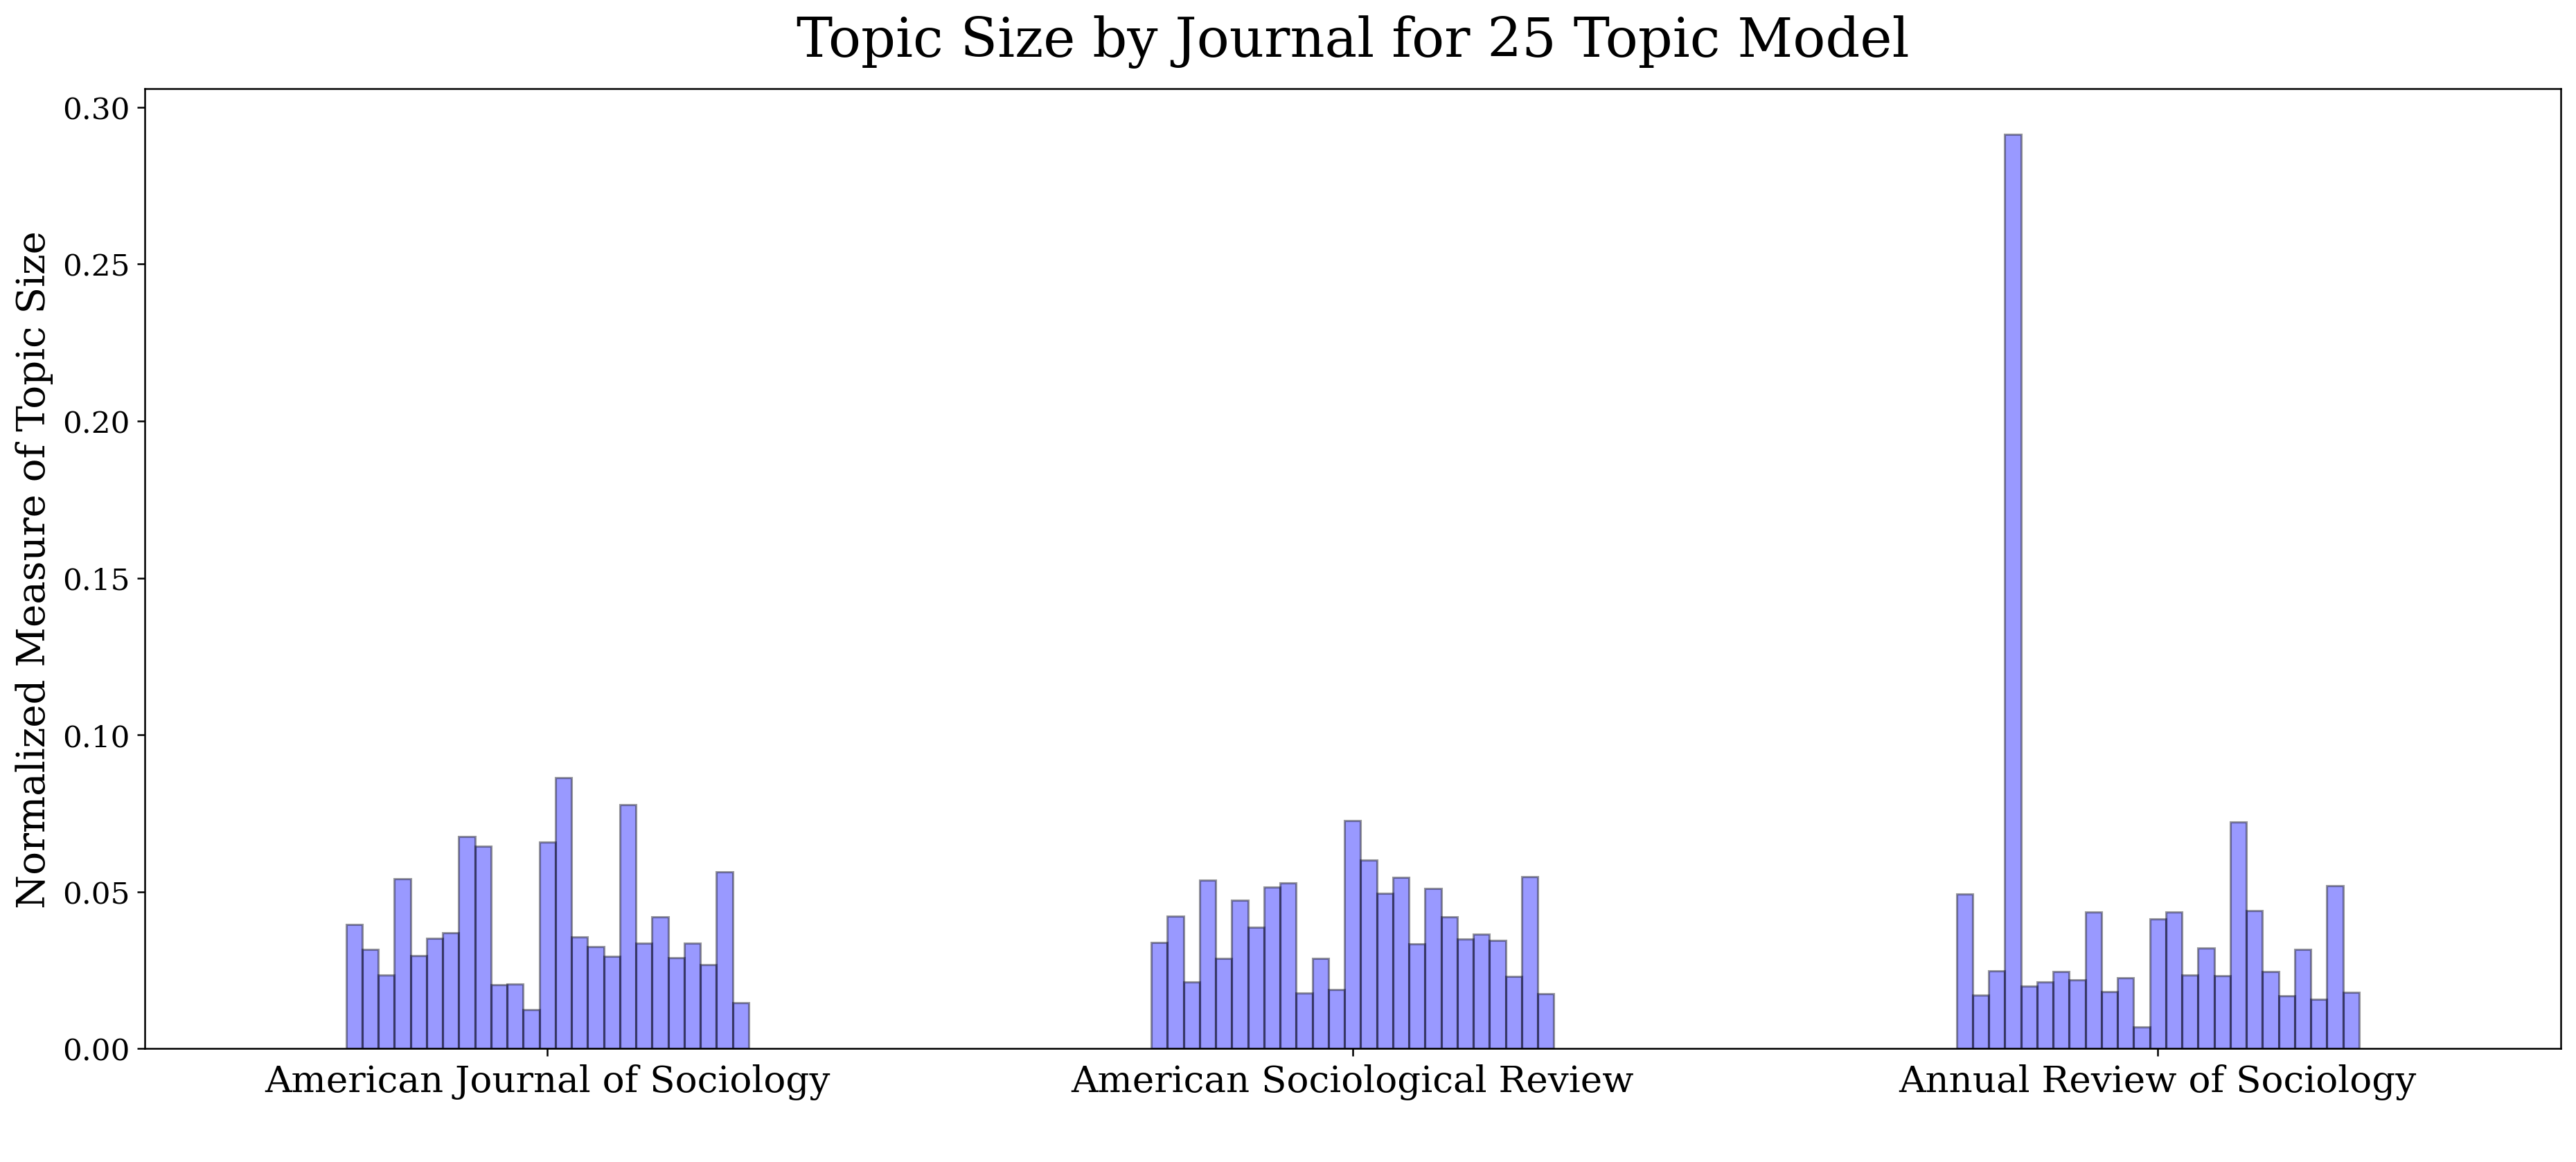 Topic Size by Journal for 25 Topic Model
Normalized Measure of Topic Size
0.30
0.25
0.20
0.15
0.10
0.05
0.00
American Journal of Sociology
American Sociological Review
Annual Review of Sociology